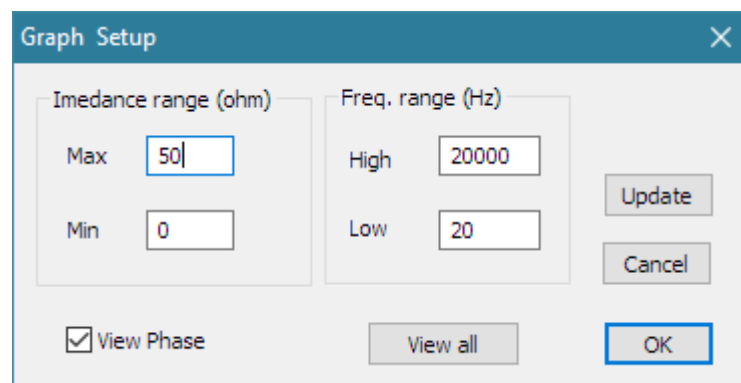 Graph Setup
Imedance range (ohm)
Freq. range (Hz)
Max 50
High 20000
Min 0
Low 20
Update
Cancel
View Phase
View all
OK